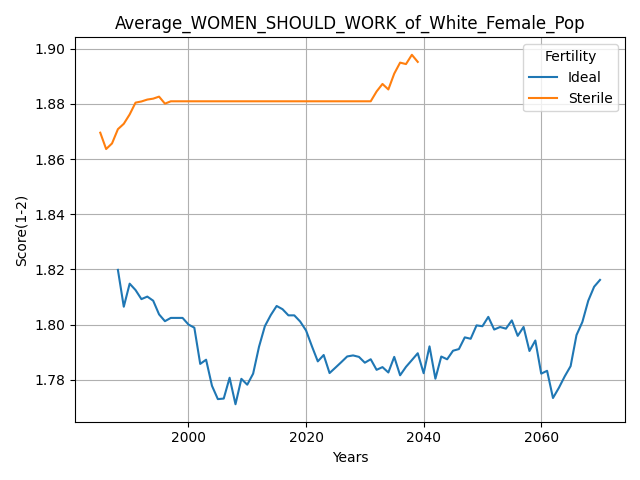 Average_WOMEN_SHOULD_WORK_of_White_Female_Pop
Fertility
Ideal
Sterile
Score(1-2)
1.90
1.88
1.86
1.84
1.82
1.80
1.78
2000 2020 2040 2060
Years